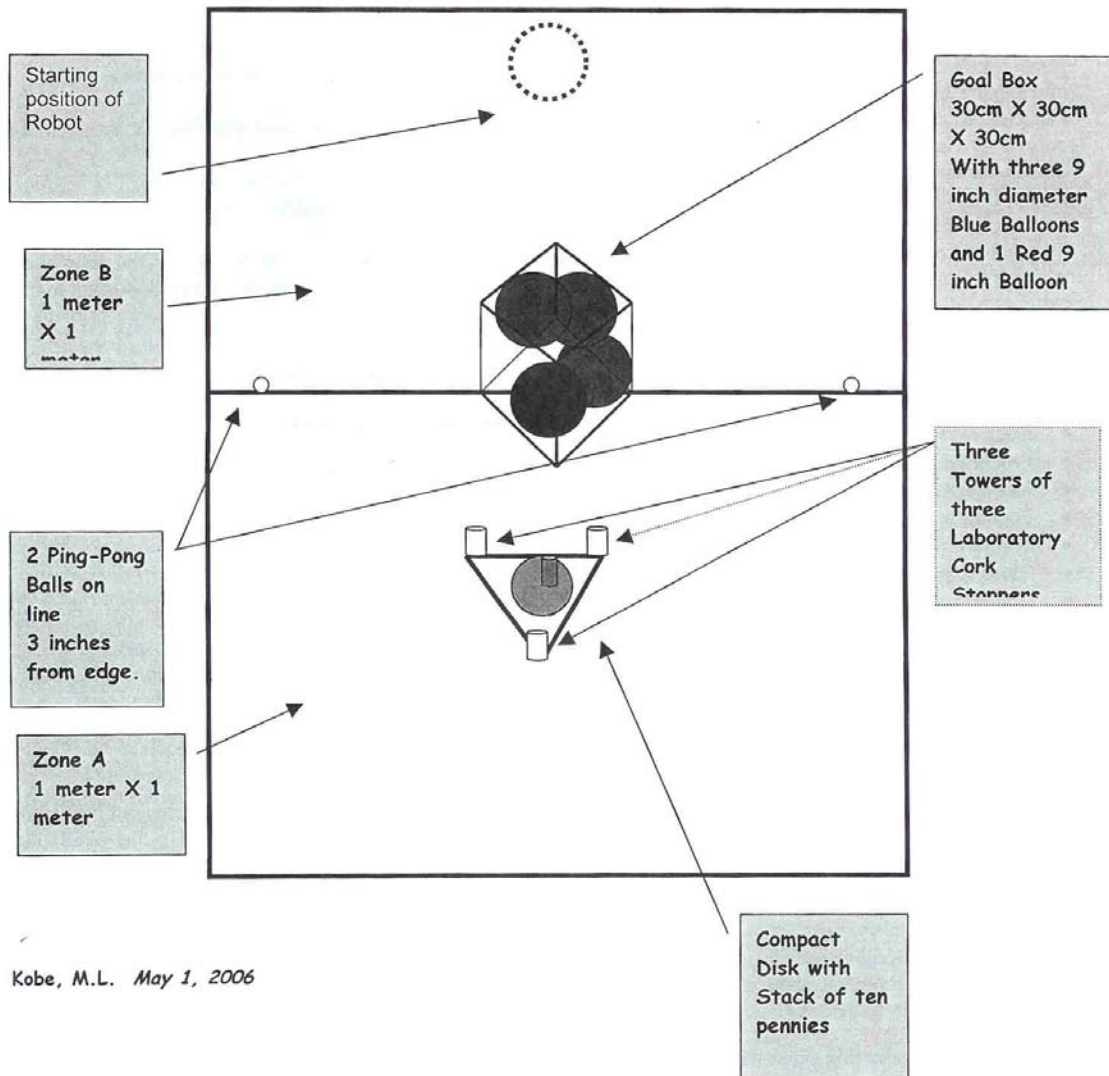 Starting
position of
Robot
Goal Box
30cm X 30cm
X 30cm
With three 9
inch diameter
Blue Balloons
and 1 Red 9
inch Balloon
Zone B
1 meter
X 1
meter
Three
Towers of
three
Laboratory
Cork
Stoppers
2 Ping-Pong
Balls on
line
3 inches
from edge.
Zone A
1 meter X 1
meter
Compact
Disk with
Stack of ten
pennies
Kobe, M.L. May 1, 2006